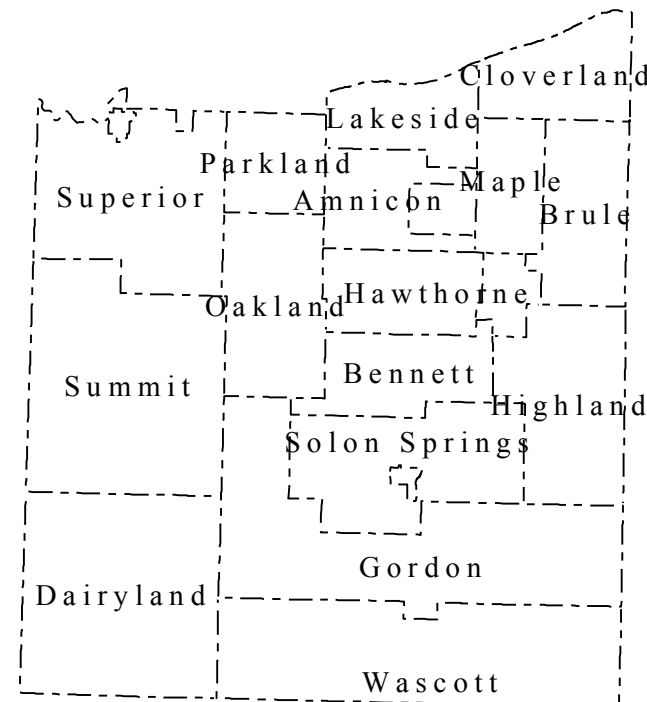 Cloverland
Lakeside
Parkland
Maple
Superior
Amnicon
Brule
Oakland
Hawthorne
Summit
Bennett
Highland
Solon Springs
Gordon
Dairyland
Wascott